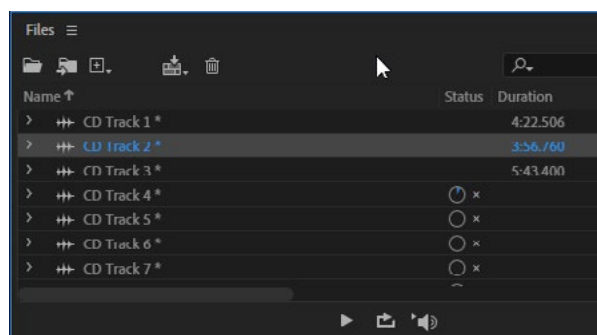 Files
Name Status Duration
CD Track 1 * 4:22.506
CD Track 2 * 3:56.760
CD Track 3 * 5:43.400
CD Track 4 *
CD Track 5 *
CD Track 6 *
CD Track 7 *